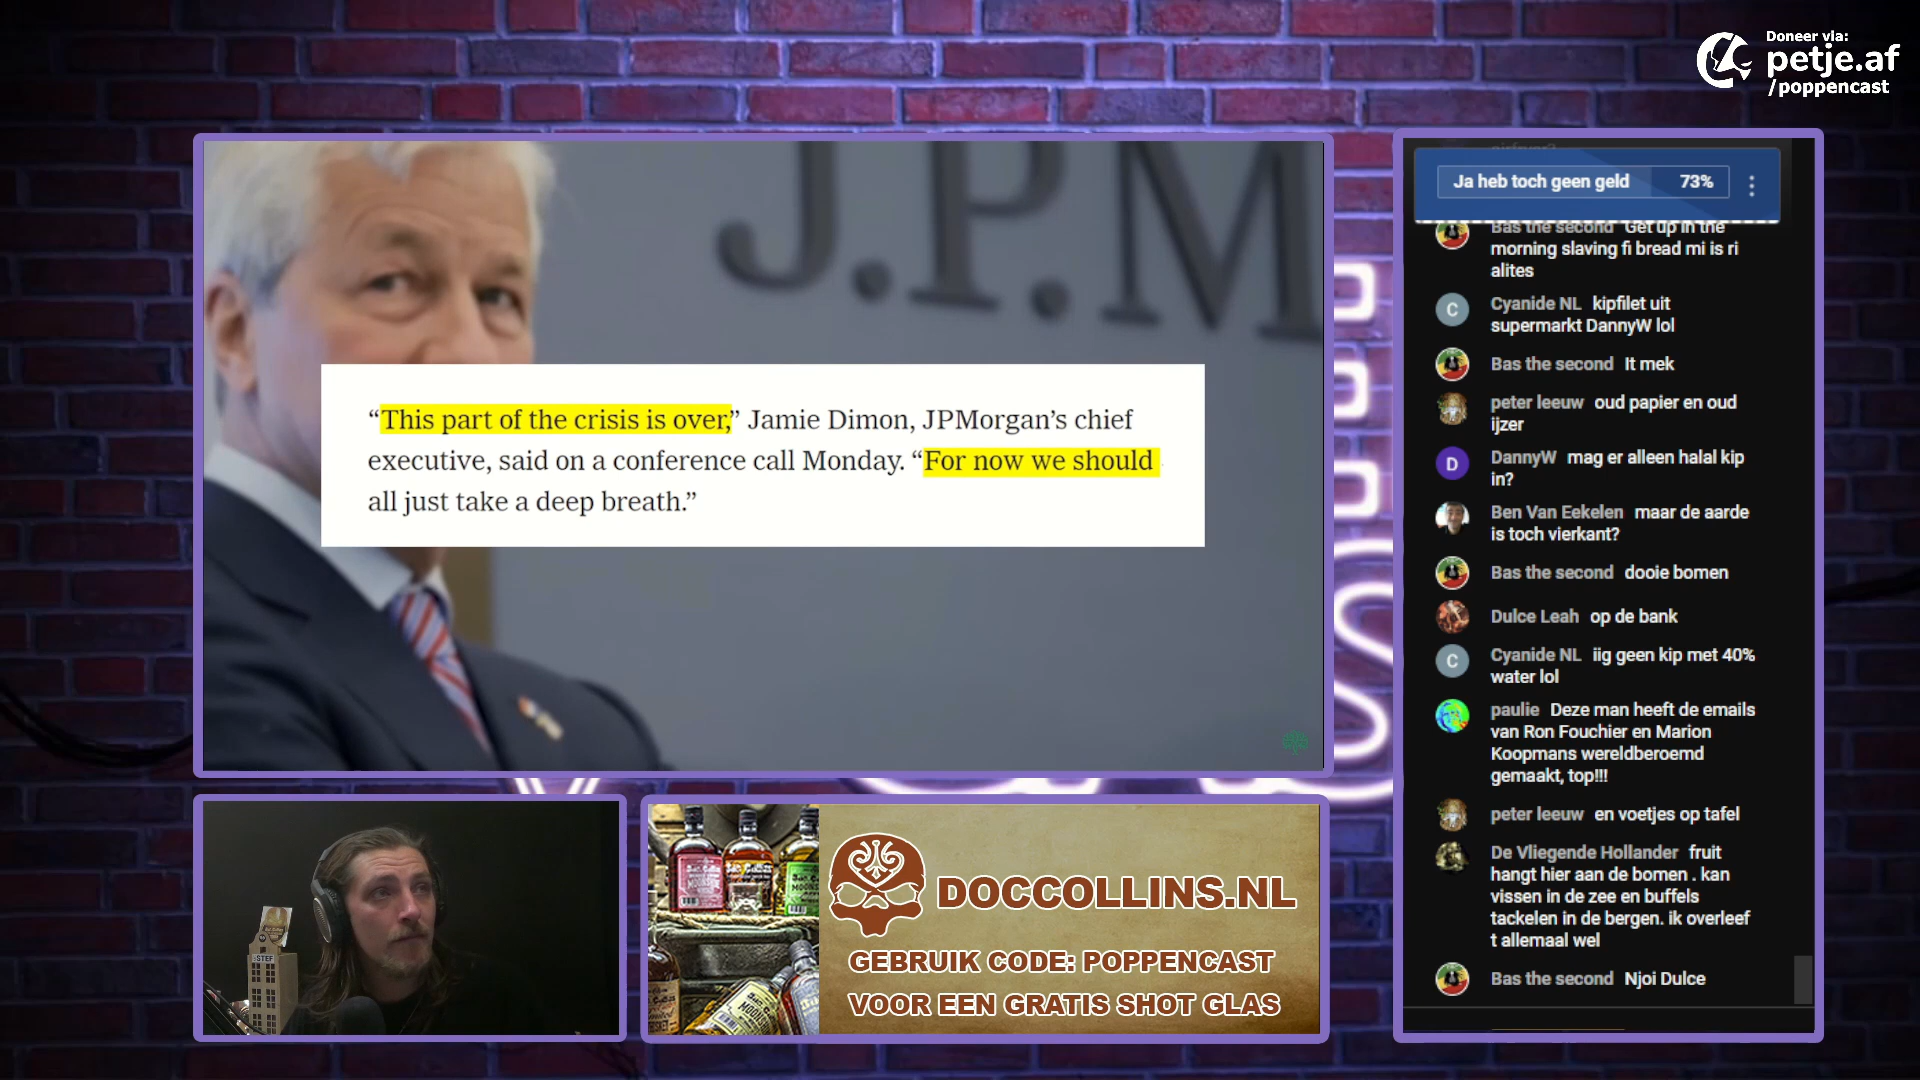 Doneer via:
petje.af
/poppencast
J.P.M
“This part of the crisis is over,” Jamie Dimon, JPMorgan’s chief
executive, said on a conference call Monday. “For now we should
all just take a deep breath.”
Ja heb toch geen geld 73%
Bas the second Get up in the
morning slaving fi bread mi is ri
alites
C Cyanide NL kipfilet uit
supermarkt DannyW lol
Bas the second It mek
peter leeuw oud papier en oud
ijzer
D DannyW mag er alleen halal kip
in?
Ben Van Eekelen maar de aarde
is toch vierkant?
Bas the second dooie bomen
Dulce Leah op de bank
C Cyanide NL iig geen kip met 40%
water lol
paulie Deze man heeft de emails
van Ron Fouchier en Marion
Koopmans wereldberoemd
gemaakt, top!!!
peter leeuw en voetjes op tafel
De Vliegende Hollander fruit
hangt hier aan de bomen . kan
vissen in de zee en buffels
tackelen in de bergen. ik overleef
t allemaal wel
Bas the second Njoi Dulce
STEF
DOCCOLLINS.NL
GEBRUIK CODE: POPPENCAST
VOOR EEN GRATIS SHOT GLAS